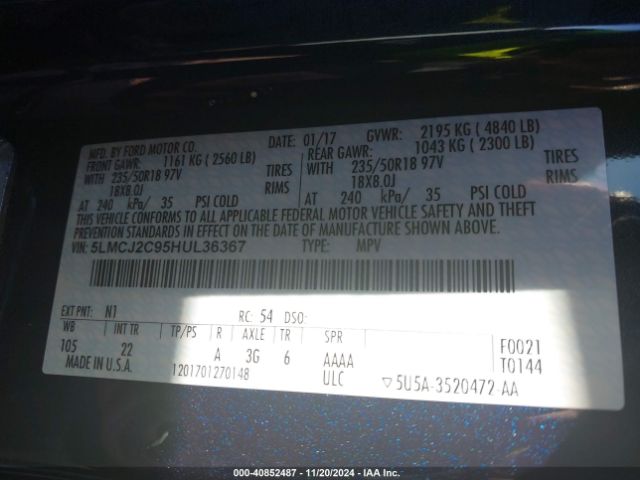 MFD. BY FORD MOTOR CO. DATE: 01/17 GVWR: 2195 KG ( 4840 LB)
FRONT GAWR: 1161 KG ( 2560 LB) REAR GAWR: 1043 KG ( 2300 LB)
WITH 235/50R18 97V TIRES WITH 235/50R18 97V TIRES
18X8.0J RIMS 18X8.0J RIMS
AT 240 kPa/ 35 PSI COLD AT 240 kPa/ 35 PSI COLD
THIS VEHICLE CONFORMS TO ALL APPLICABLE FEDERAL MOTOR VEHICLE SAFETY AND THEFT
PREVENTION STANDARDS IN EFFECT ON THE DATE OF MANUFACTURE SHOWN ABOVE.
VIN: 5LMCJ2C95HUL36367 TYPE: MPV
EXT PNT: N1 RC: 54 DSO:
WB INT TR TP/PS R AXLE TR SPR F0021
105 22 A 3G 6 AAAA T0144
MADE IN U.S.A. 1201701270148 ULC ▽5U5A-3520472-AA
000-40852487 - 11/20/2024 - IAA Inc.